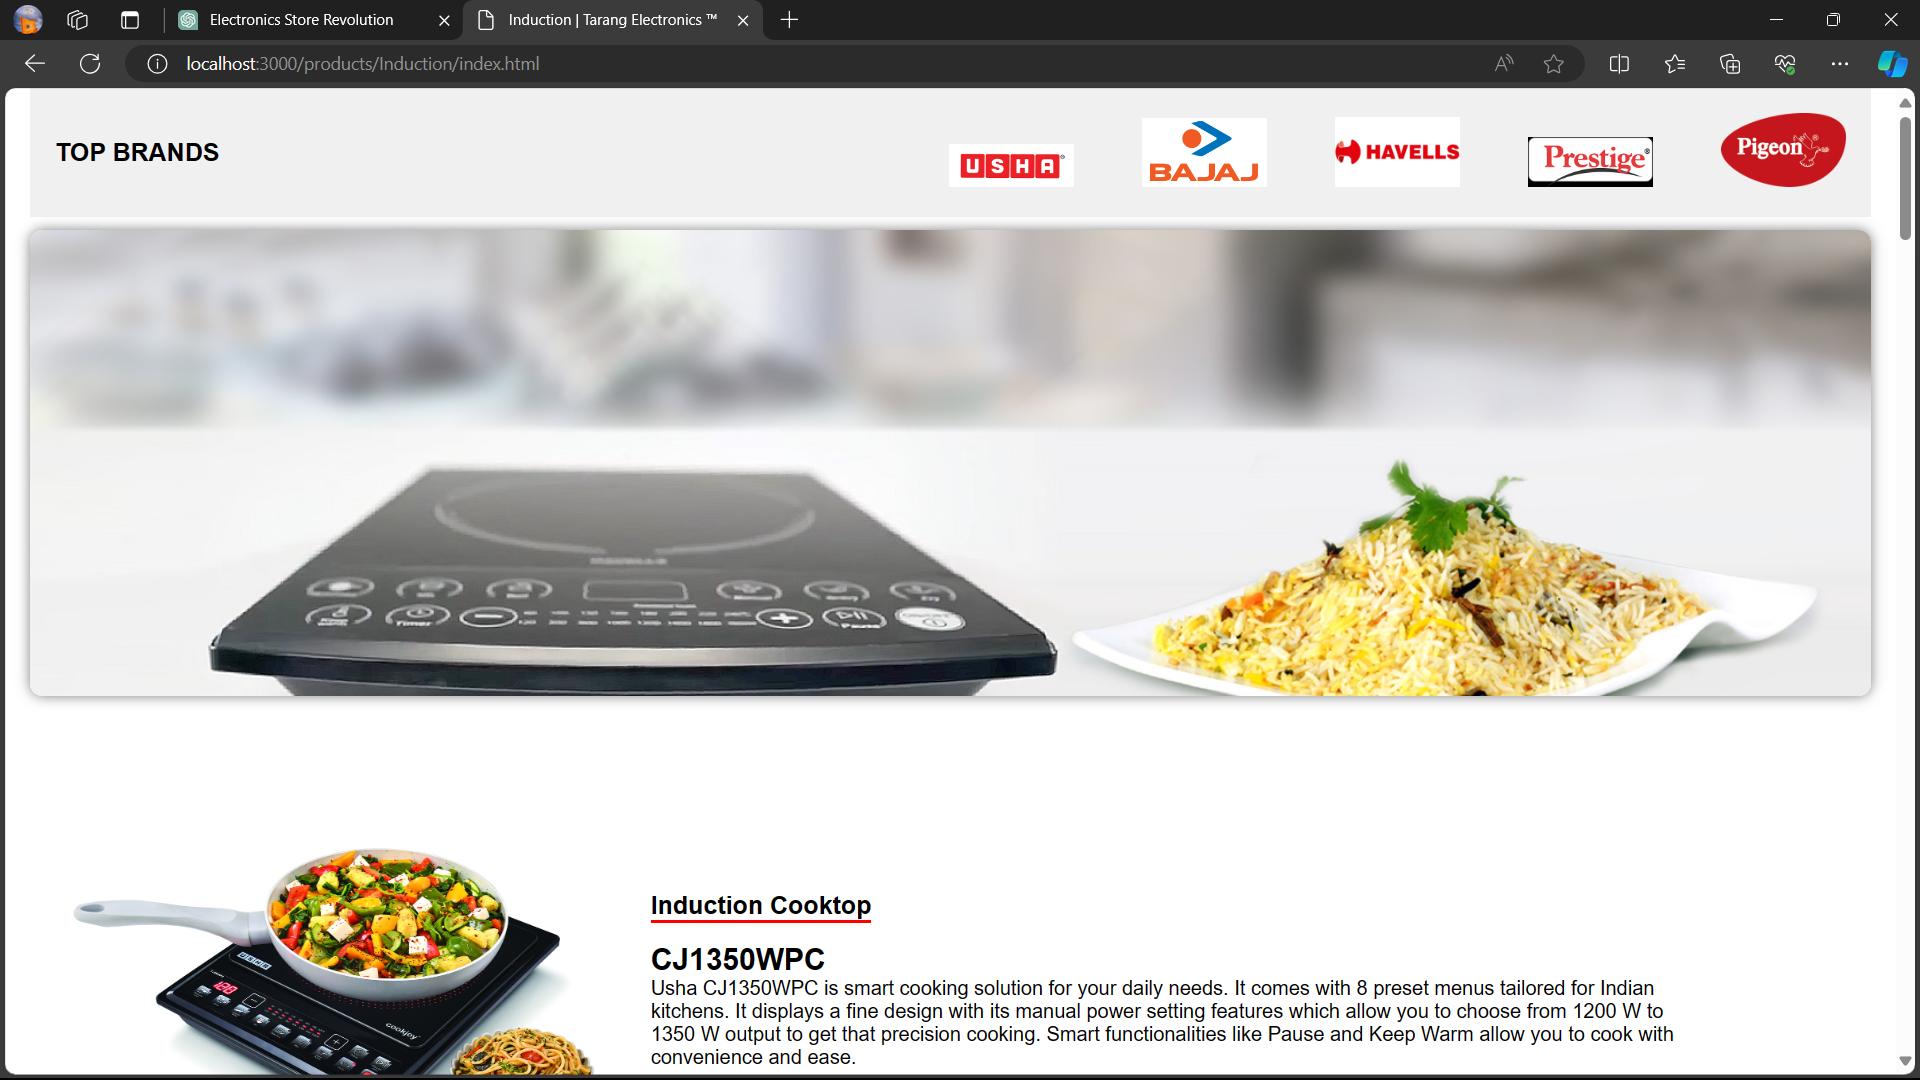 Electronics Store Revolution
Induction | Tarang Electronics ™
localhost:3000/products/Induction/index.html
TOP BRANDS
USHA®
BAJAJ
HAVELLS
Prestige®
Pigeon®
Timer
Pause
Induction Cooktop
CJ1350WPC
Usha CJ1350WPC is smart cooking solution for your daily needs. It comes with 8 preset menus tailored for Indian
kitchens. It displays a fine design with its manual power setting features which allow you to choose from 1200 W to
1350 W output to get that precision cooking. Smart functionalities like Pause and Keep Warm allow you to cook with
convenience and ease.
USHA
cookjoy